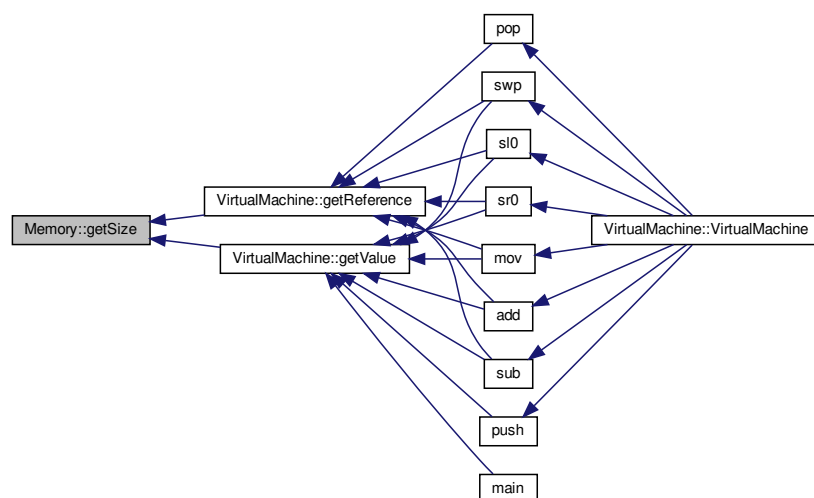 pop
swp
sl0
VirtualMachine::getReference
sr0
Memory::getSize
VirtualMachine::VirtualMachine
VirtualMachine::getValue
mov
add
sub
push
main